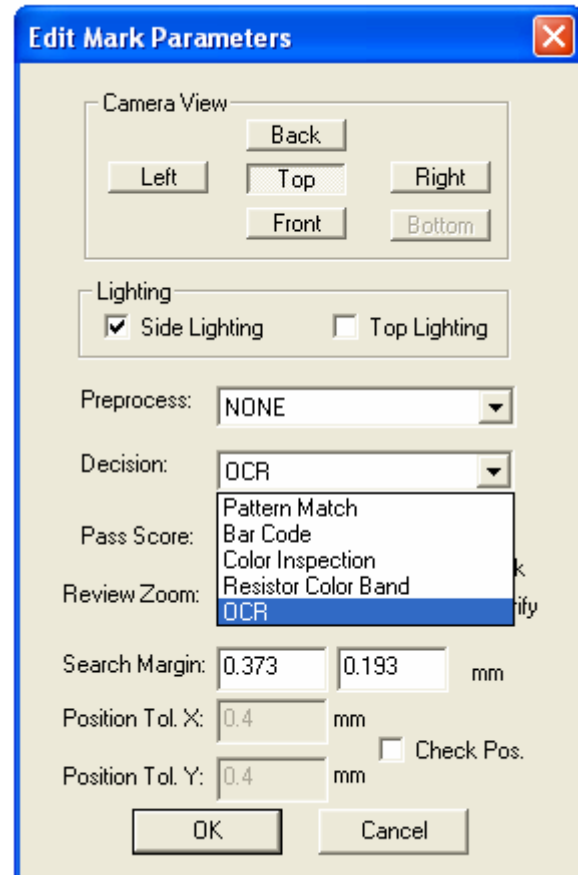 Edit Mark Parameters
Camera View
Back
Left Top Right
Front Bottom
Lighting
Side Lighting Top Lighting
Preprocess: NONE
Decision: OCR
Pattern Match
Pass Score: Bar Code
Color Inspection
Review Zoom: Resistor Color Band
OCR
Search Margin: 0.373 0.193 mm
Position Tol. X: 0.4 mm
Check Pos.
Position Tol. Y: 0.4 mm
OK Cancel